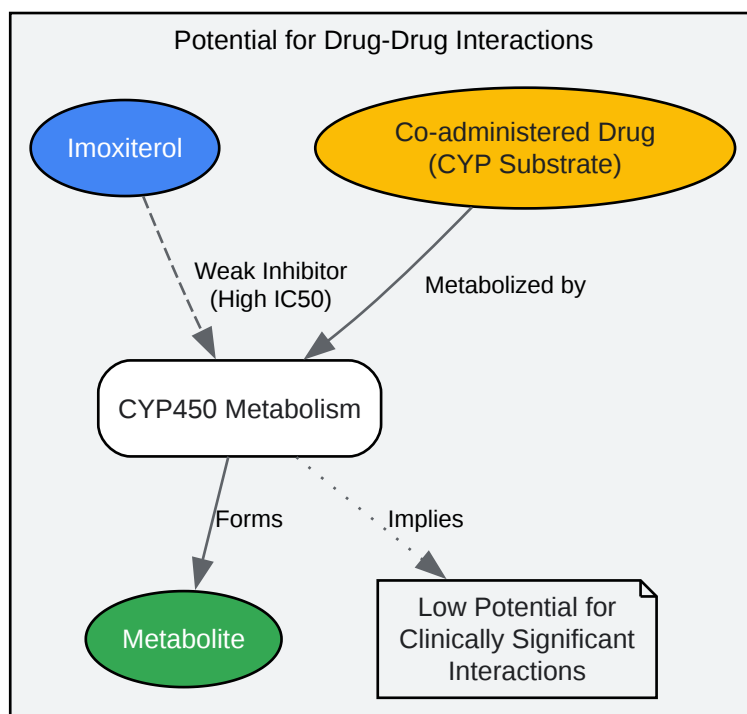 Potential for Drug-Drug Interactions
Imoxiterol
Co-administered Drug
(CYP Substrate)
Weak Inhibitor
(High IC50)
Metabolized by
CYP450 Metabolism
Forms
Implies
Metabolite
Low Potential for
Clinically Significant
Interactions